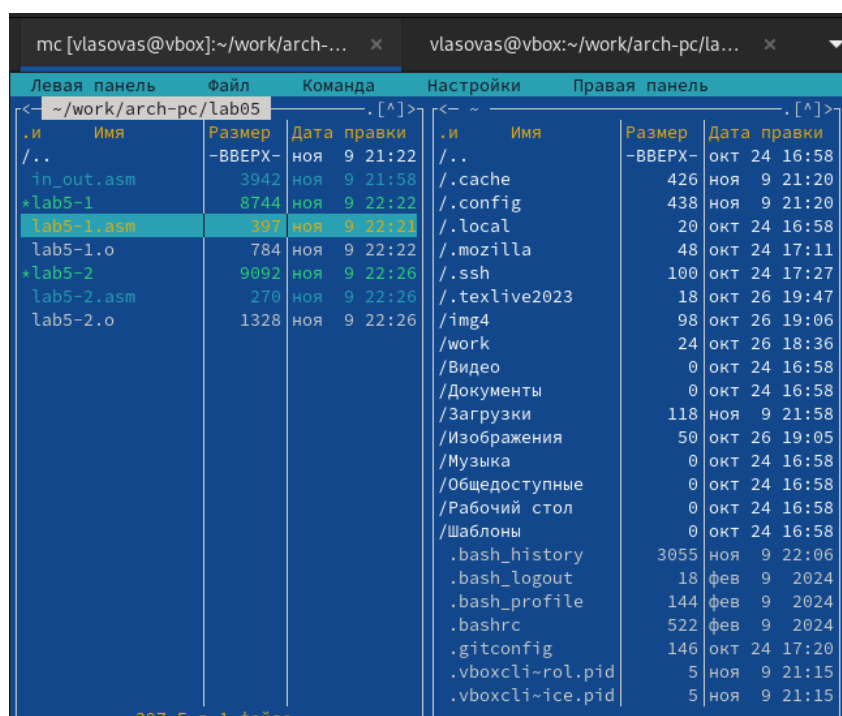 mc [vlasovas@vbox]:~/work/arch-... ×
vlasovas@vbox:~/work/arch-pc/la... ×
Левая панель Файл Команда Настройки Правая панель
<— ~/work/arch-pc/lab05 .[^]>
.и Имя Размер Дата правки
/.. -ВВЕРХ- ноя 9 21:22
in_out.asm 3942 ноя 9 21:58
*lab5-1 8744 ноя 9 22:22
lab5-1.asm 397 ноя 9 22:21
lab5-1.o 784 ноя 9 22:22
*lab5-2 9092 ноя 9 22:26
lab5-2.asm 270 ноя 9 22:26
lab5-2.o 1328 ноя 9 22:26
<— ~ .[^]>
.и Имя Размер Дата правки
/.. -ВВЕРХ- окт 24 16:58
/.cache 426 ноя 9 21:20
/.config 438 ноя 9 21:20
/.local 20 окт 24 16:58
/.mozilla 48 окт 24 17:11
/.ssh 100 окт 24 17:27
/.texlive2023 18 окт 26 19:47
/img4 98 окт 26 19:06
/work 24 окт 26 18:36
/Видео 0 окт 24 16:58
/Документы 0 окт 24 16:58
/Загрузки 118 ноя 9 21:58
/Изображения 50 окт 26 19:05
/Музыка 0 окт 24 16:58
/Общедоступные 0 окт 24 16:58
/Рабочий стол 0 окт 24 16:58
/Шаблоны 0 окт 24 16:58
.bash_history 3055 ноя 9 22:06
.bash_logout 18 фев 9 2024
.bash_profile 144 фев 9 2024
.bashrc 522 фев 9 2024
.gitconfig 146 окт 24 17:20
.vboxcli~rol.pid 5 ноя 9 21:15
.vboxcli~ice.pid 5 ноя 9 21:15